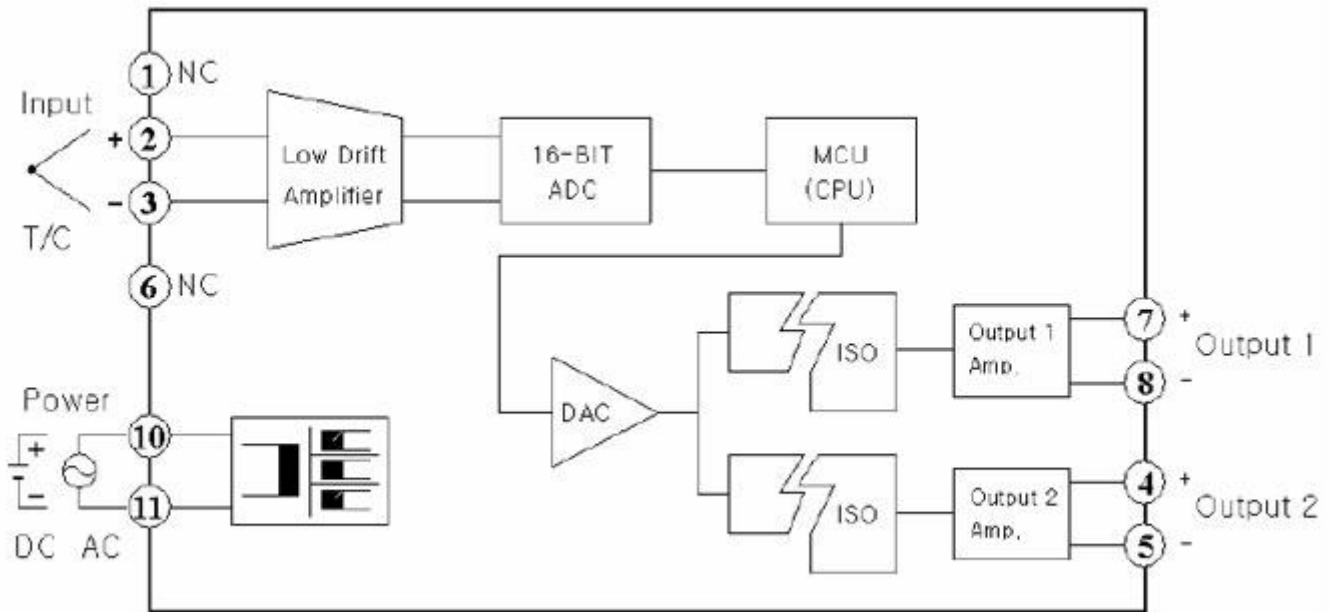 1 NC
Input
+ 2
- 3
T/C
6 NC
Low Drift
Amplifier
16-BIT
ADC
MCU
(CPU)
DAC
ISO
Output 1
Amp.
7 +
8 -
Output 1
ISO
Output 2
Amp.
4 +
5 -
Output 2
Power
10
11
+
-
DC AC